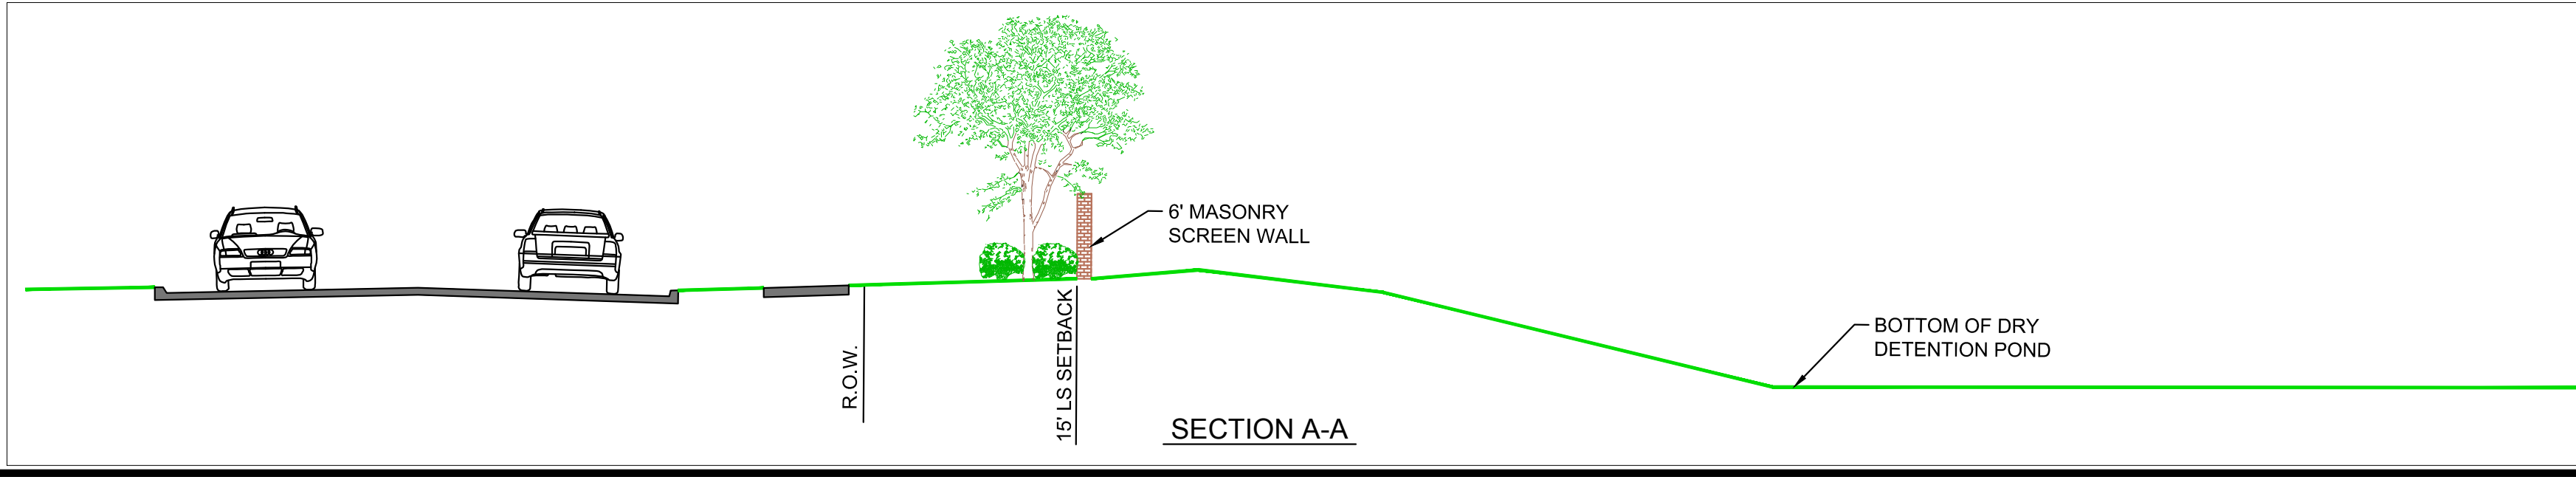 6' MASONRY
SCREEN WALL
BOTTOM OF DRY
DETENTION POND
R.O.W.
15' LS SETBACK
SECTION A-A